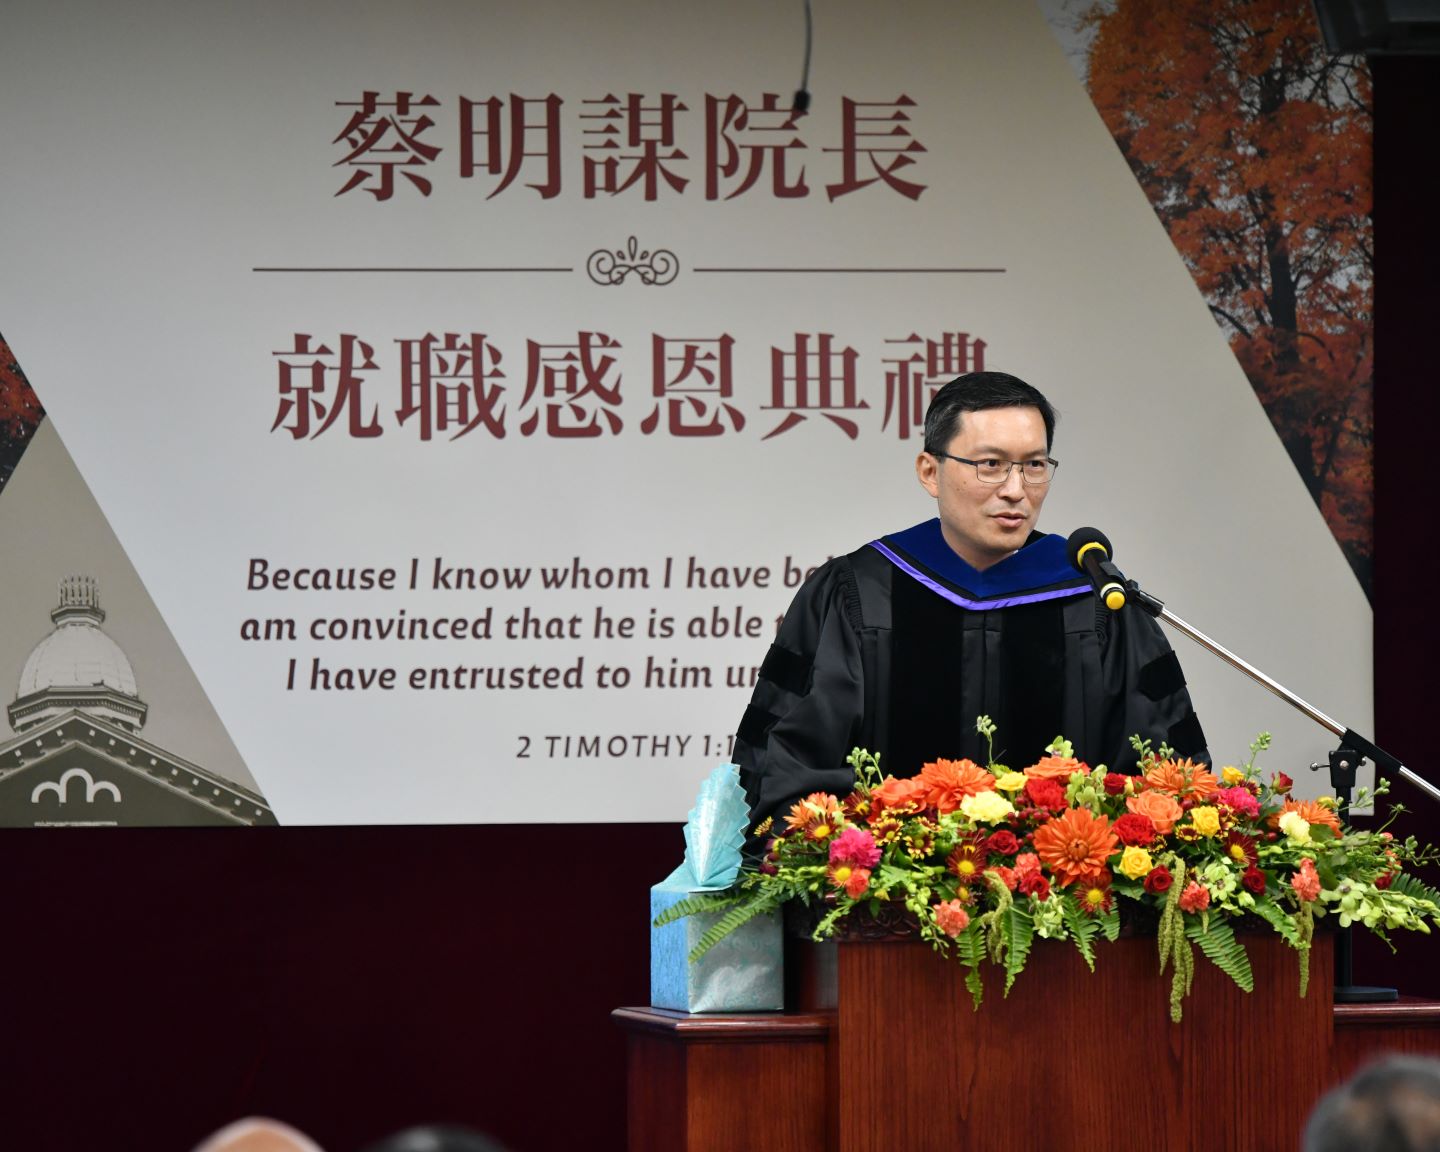 蔡明謀院長
就職感恩典禮
Because I know whom I have
am convinced that he is able
I have entrusted to him
2 TIMOTHY 1:1